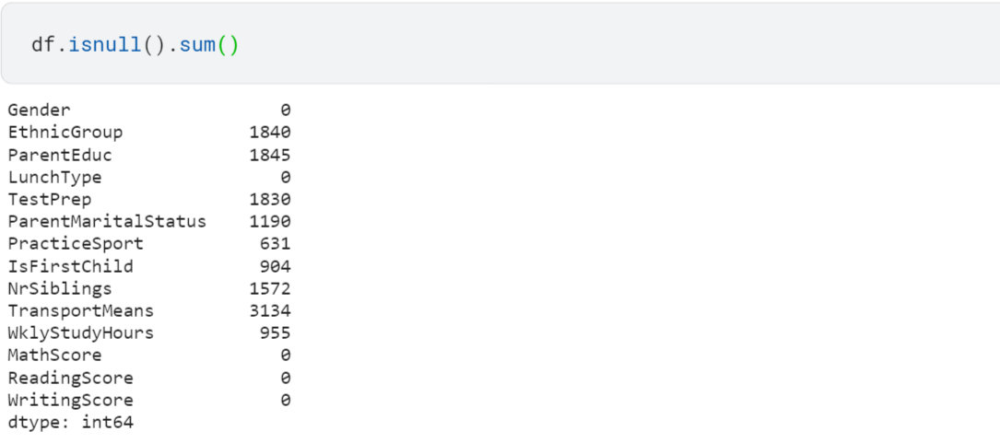 df.isnull().sum()
Gender 0
EthnicGroup 1840
ParentEduc 1845
LunchType 0
TestPrep 1830
ParentMaritalStatus 1190
PracticeSport 631
IsFirstChild 904
NrSiblings 1572
TransportMeans 3134
WklyStudyHours 955
MathScore 0
ReadingScore 0
WritingScore 0
dtype: int64